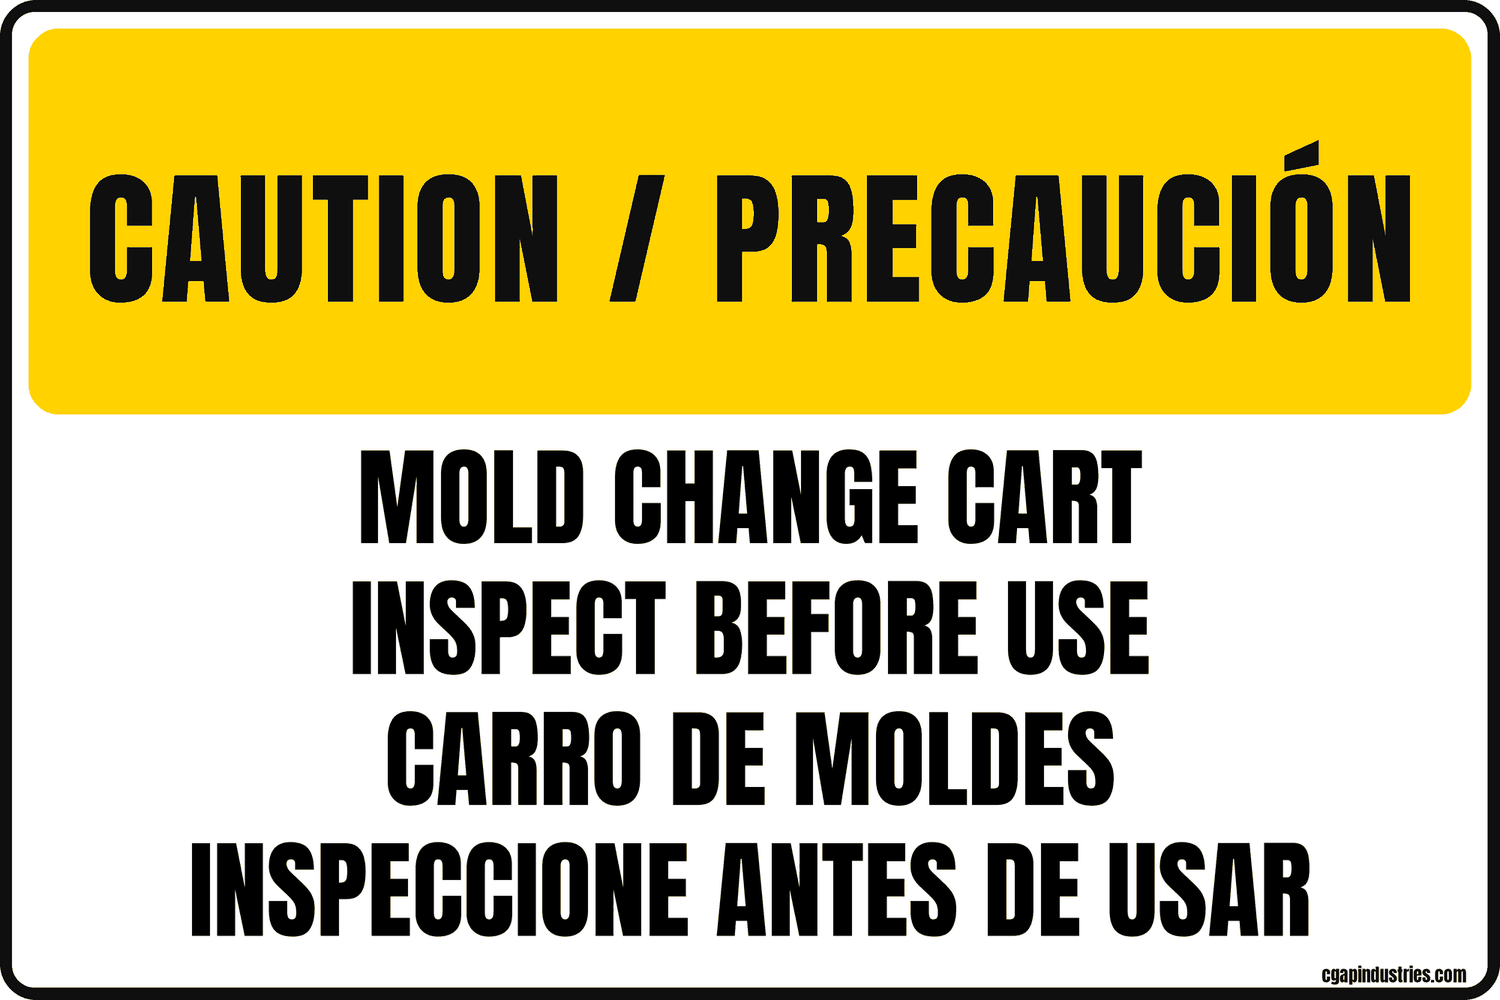 CAUTION / PRECAUCIÓN
MOLD CHANGE CART
INSPECT BEFORE USE
CARRO DE MOLDES
INSPECCIONE ANTES DE USAR
cgapindustries.com